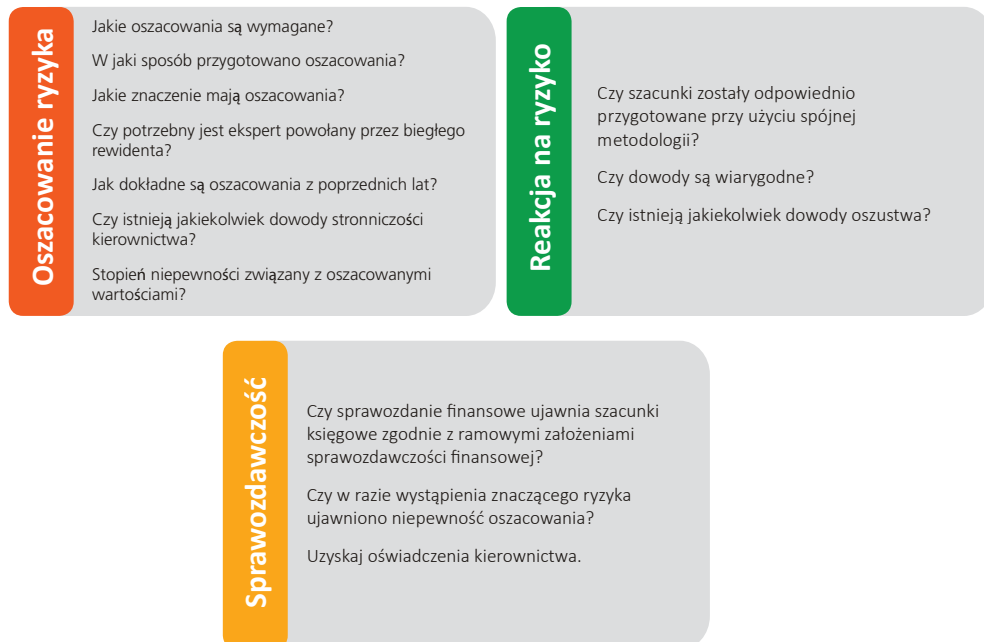 Oszacowanie ryzyka
Jakie oszacowania są wymagane?
W jaki sposób przygotowano oszacowania?
Jakie znaczenie mają oszacowania?
Czy potrzebny jest ekspert powołany przez biegłego
rewidenta?
Jak dokładne są oszacowania z poprzednich lat?
Czy istnieją jakiekolwiek dowody stronniczości
kierownictwa?
Stopień niepewności związany z oszacowanymi
wartościami?
Reakcja na ryzyko
Czy szacunki zostały odpowiednio
przygotowane przy użyciu spójnej
metodologii?
Czy dowody są wiarygodne?
Czy istnieją jakiekolwiek dowody oszustwa?
Sprawozdawczość
Czy sprawozdanie finansowe ujawnia szacunki
księgowe zgodnie z ramowymi założeniami
sprawozdawczości finansowej?
Czy w razie wystąpienia znaczącego ryzyka
ujawniono niepewność oszacowania?
Uzyskaj oświadczenia kierownictwa.